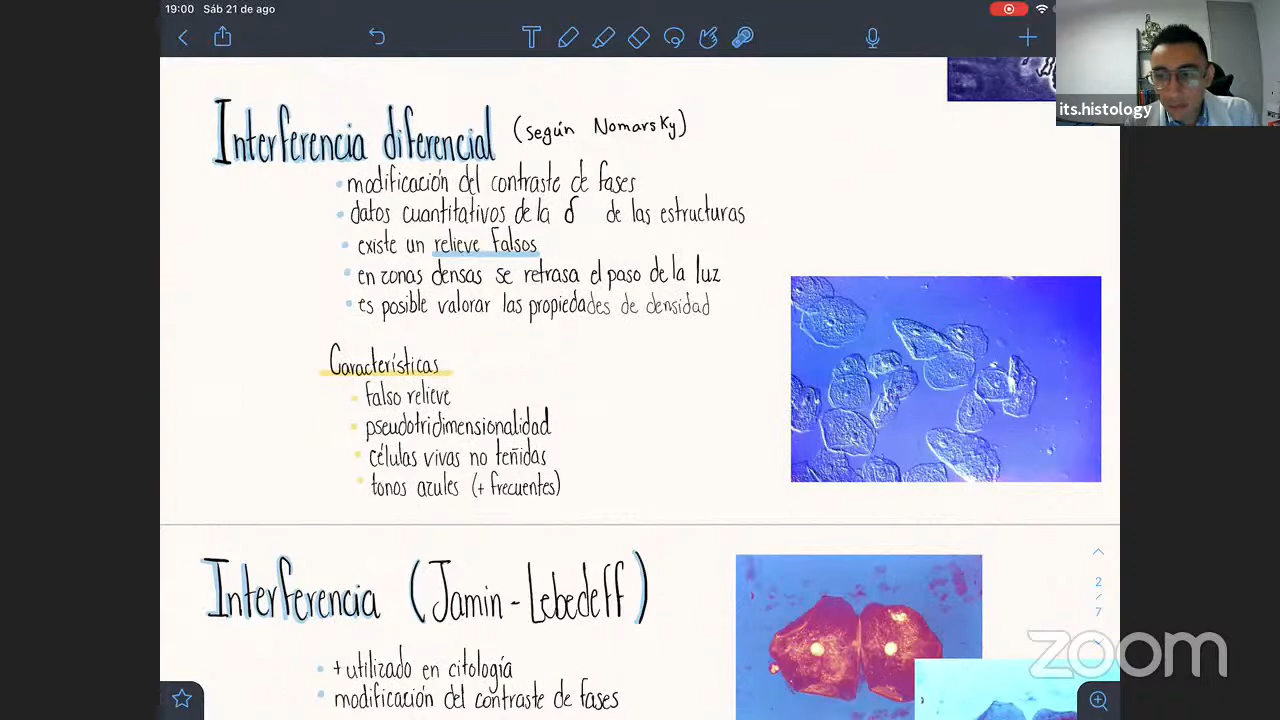 19:00 Sáb 21 de ago
its.histology
Interferencia diferencial (según Nomarsky)
• modificación del contraste de fases
• datos cuantitativos de la δ de las estructuras
• existe un relieve falsos
• en zonas densas se retrasa el paso de la luz
• es posible valorar las propiedades de densidad
Características
• falso relieve
• pseudotridimensionalidad
• células vivas no teñidas
• tonos azules (+ frecuentes)
Interferencia (Jamin-Lebedeff)
• + utilizado en citología
• modificación del contraste de fases
2
/
7
zoom